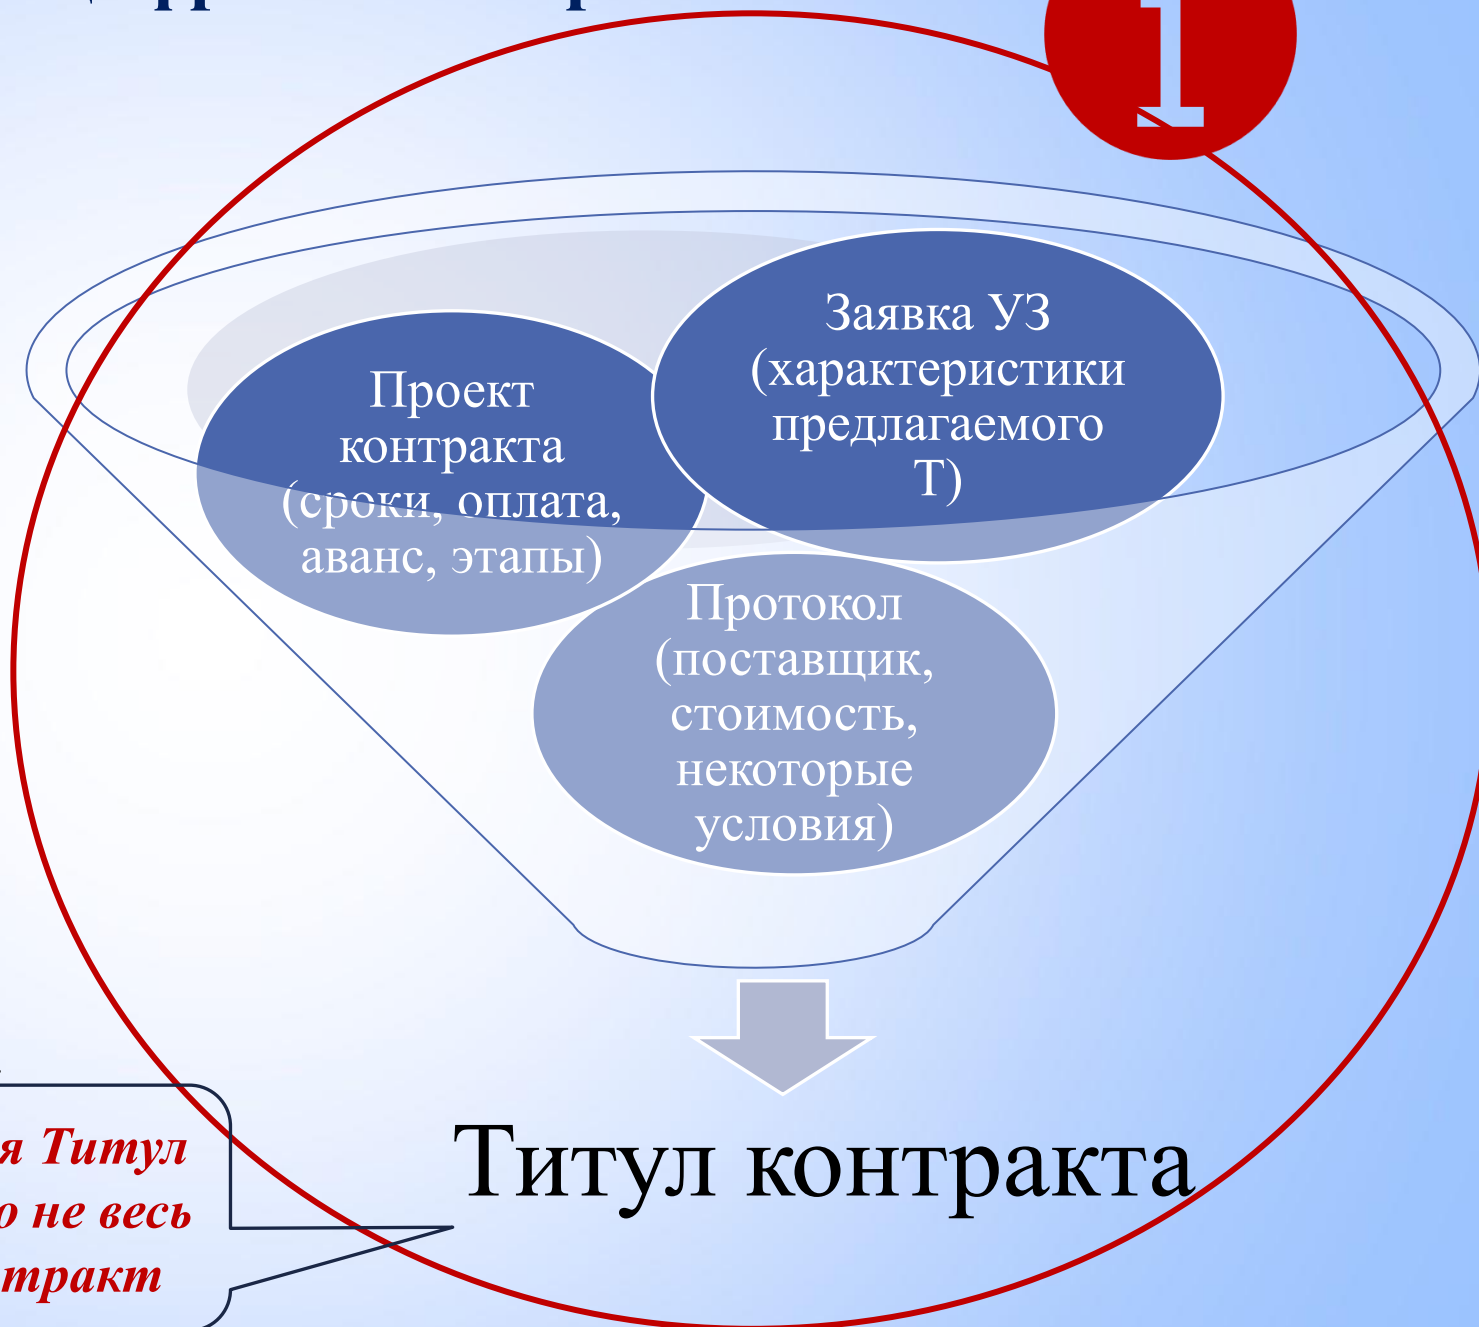 1
Заявка УЗ
(характеристики
предлагаемого
Т)
Проект
контракта
(сроки, оплата,
аванс, этапы)
Протокол
(поставщик,
стоимость,
некоторые
условия)
Титул контракта
я Титул
о не весь
тракт